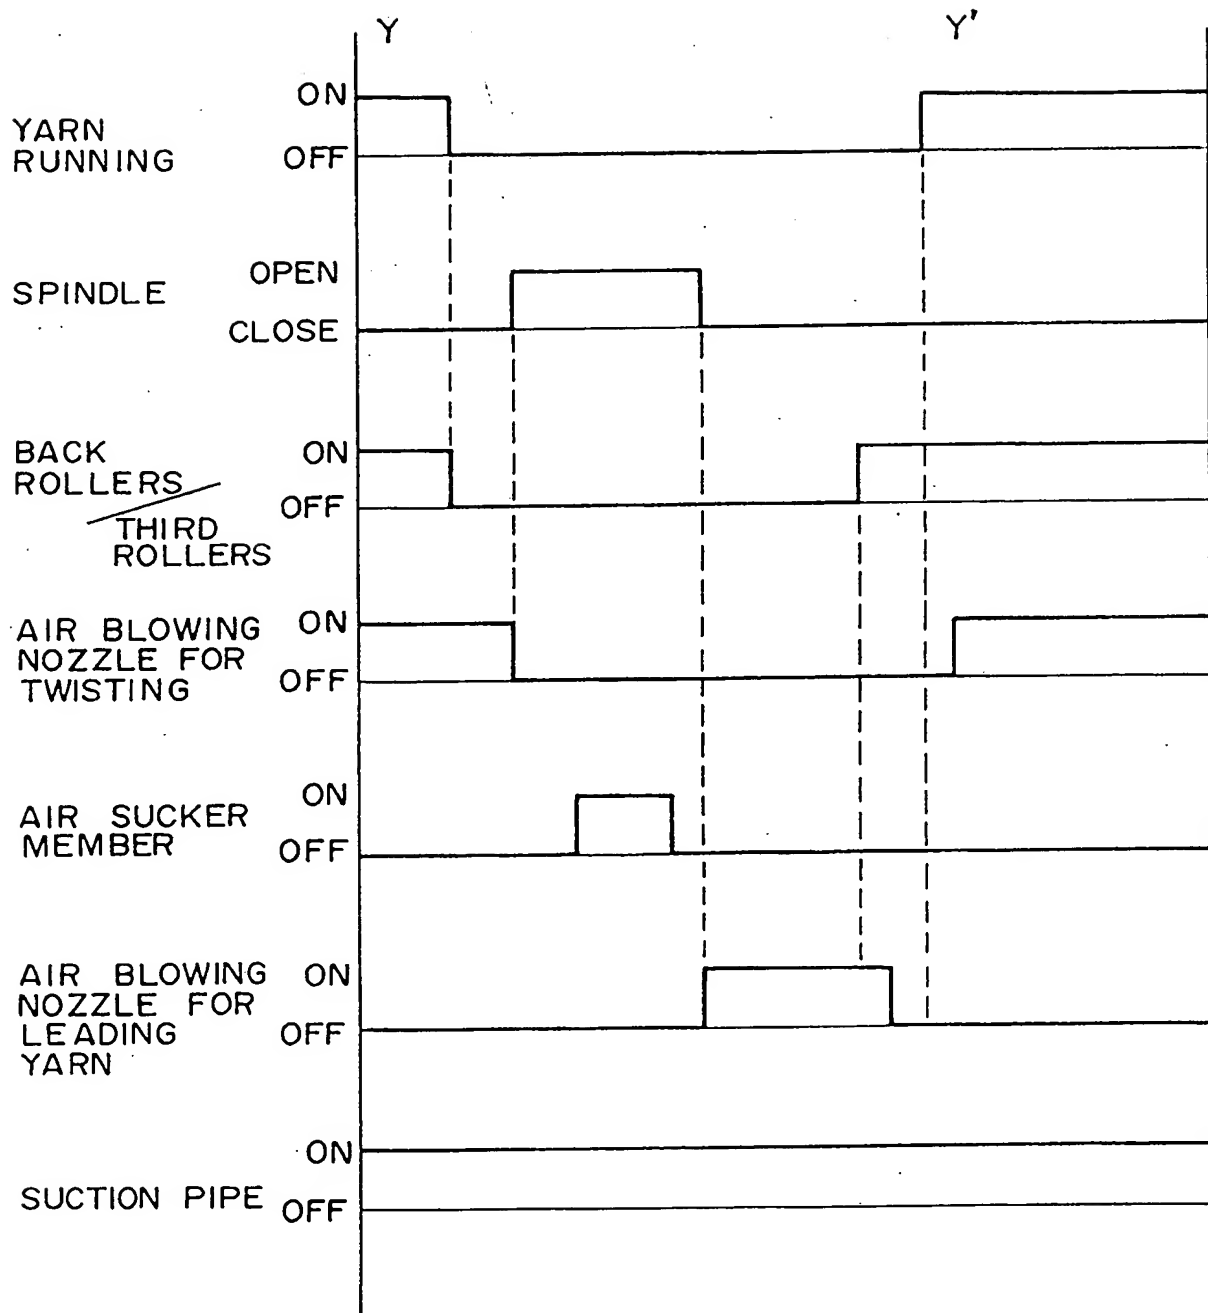 Y
Y'
YARN
RUNNING
ON
OFF
SPINDLE
OPEN
CLOSE
BACK
ROLLERS
THIRD
ROLLERS
ON
OFF
AIR BLOWING
NOZZLE FOR
TWISTING
ON
OFF
AIR SUCKER
MEMBER
ON
OFF
AIR BLOWING
NOZZLE FOR
LEADING
YARN
ON
OFF
SUCTION PIPE
ON
OFF